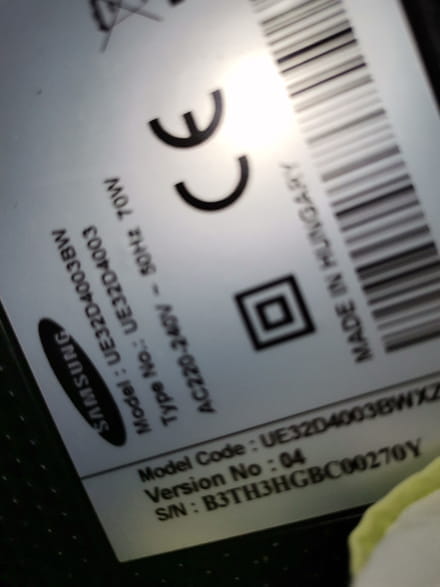 SAMSUNG
Model : UE32D4003BW
Type No.: UE32D4003
AC220-240V ~ 50Hz 70W
CE
MADE IN HUNGARY
Model Code : UE32D4003BWXZ
Version No : 04
S/N : B3TH3HGBC00270Y